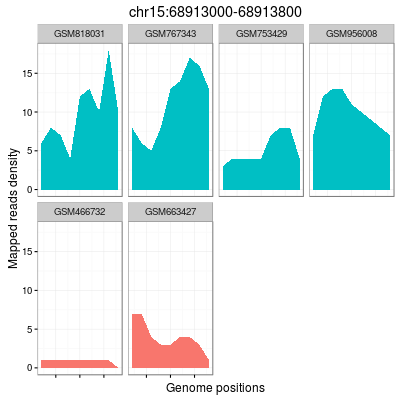 chr15:68913000-68913800
GSM818031 GSM767343 GSM753429 GSM956008
15
10
5
0
Mapped reads density
GSM466732 GSM663427
15
10
5
0
Genome positions